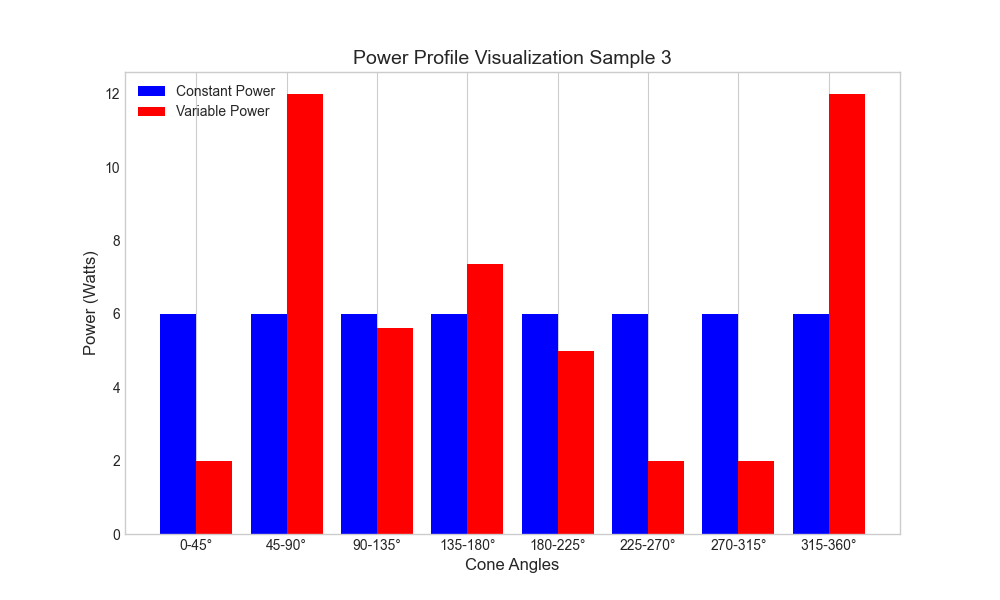 Power Profile Visualization Sample 3
Constant Power
Variable Power
12
10
8
6
4
2
0
Power (Watts)
0-45° 45-90° 90-135° 135-180° 180-225° 225-270° 270-315° 315-360°
Cone Angles